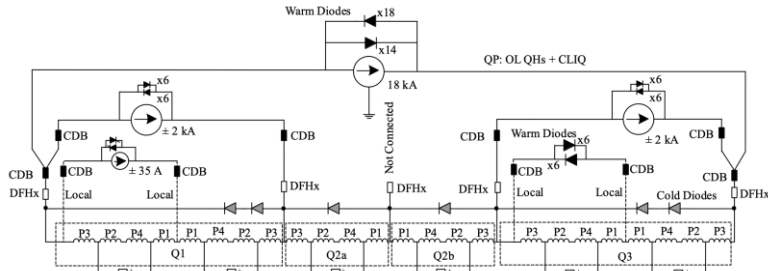 Warm Diodes
x18
x14
18 kA
QP: OL QHs + CLIQ
x6
x6
± 2 kA
CDB
CDB
± 35 A
CDB
CDB
CDB
DFHx
Local
Local
DFHx
Not Connected
DFHx
x6
x6
± 2 kA
CDB
CDB
Warm Diodes
x6
x6
CDB
CDB
CDB
DFHx
Local
Local
DFHx
Cold Diodes
P3 P2 P4 P1 P1 P4 P2 P3 P3 P2 P4 P1 P1 P4 P2 P3 P3 P2 P4 P1 P1 P4 P2 P3
Q1 Q2a Q2b Q3